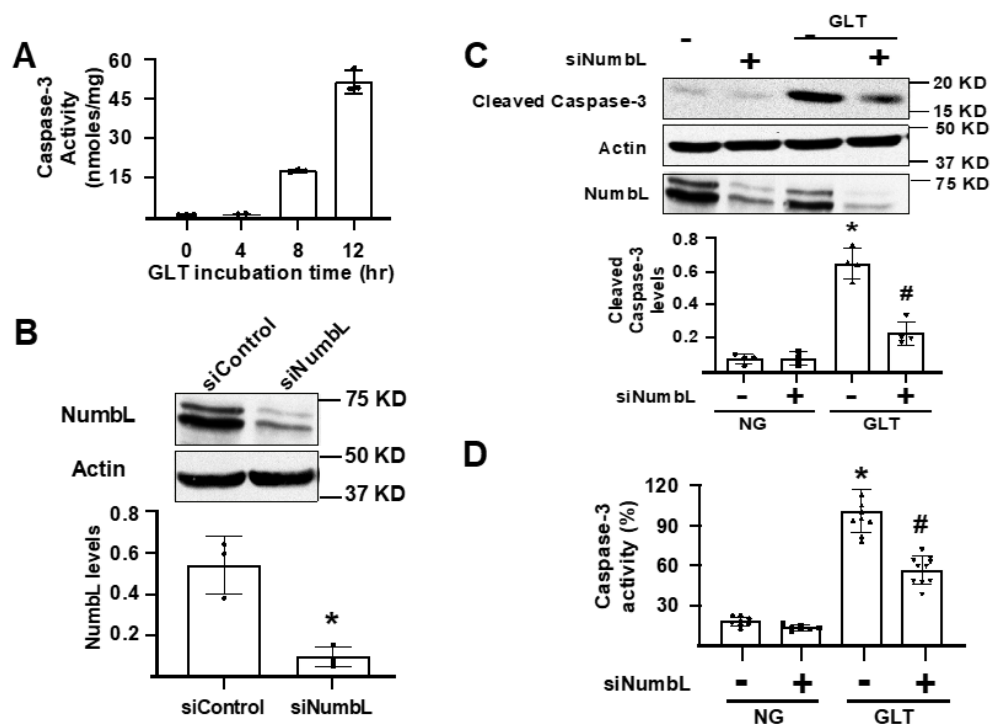 A
Caspase-3
Activity
(nmoles/mg)
60
45
30
15
0 4 8 12
GLT incubation time (hr)
B
siControl siNumbL
NumbL
75 KD
Actin
50 KD
37 KD
NumbL levels
0.8
0.6
0.4
0.2
*
siControl siNumbL
C
GLT
- -
siNumbL + +
Cleaved Caspase-3
20 KD
15 KD
Actin
50 KD
37 KD
NumbL
75 KD
Cleaved
Caspase-3
levels
0.8
0.6
0.4
0.2
*
#
siNumbL - + - +
NG GLT
D
Caspase-3
activity (%)
120
90
60
30
*
#
siNumbL - + - +
NG GLT